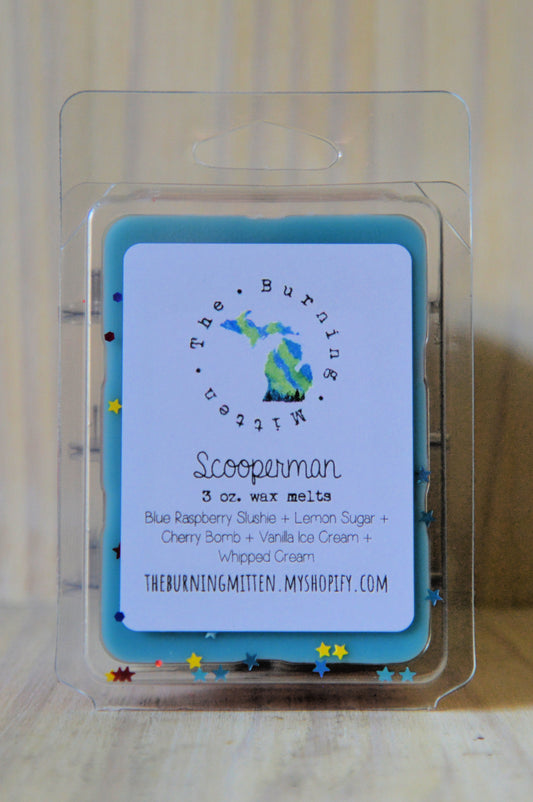 The • Burning • Mitten •
Scooperman
3 oz. wax melts
Blue Raspberry Slushie + Lemon Sugar +
Cherry Bomb + Vanilla Ice Cream +
Whipped Cream
THEBURNINGMITTEN.MYSHOPIFY.COM